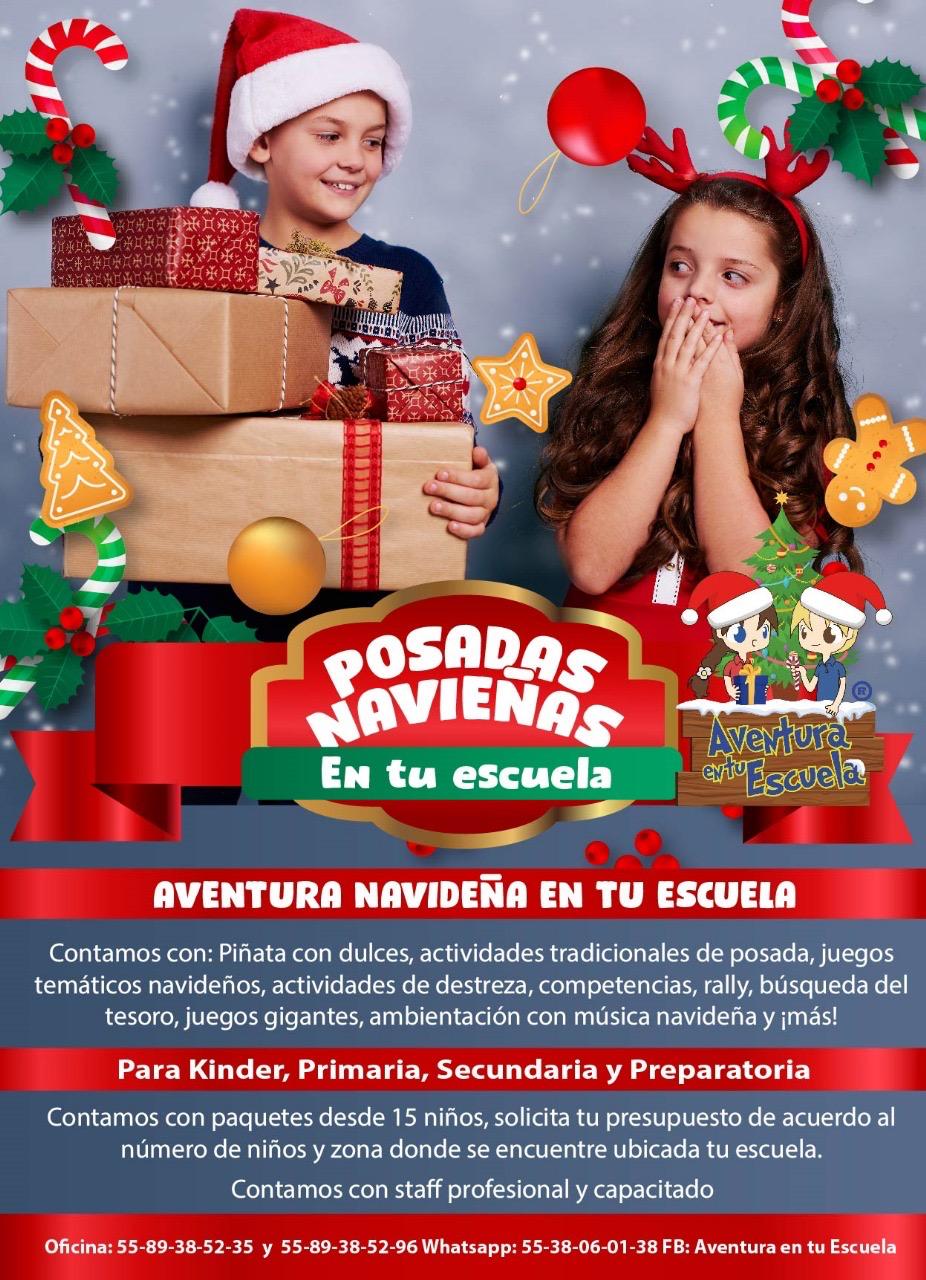 POSADAS
NAVIEÑAS
En tu escuela
Aventura
en tu
Escuela
®
AVENTURA NAVIDEÑA EN TU ESCUELA
Contamos con: Piñata con dulces, actividades tradicionales de posada, juegos
temáticos navideños, actividades de destreza, competencias, rally, búsqueda del
tesoro, juegos gigantes, ambientación con música navideña y ¡más!
Para Kinder, Primaria, Secundaria y Preparatoria
Contamos con paquetes desde 15 niños, solicita tu presupuesto de acuerdo al
número de niños y zona donde se encuentre ubicada tu escuela.
Contamos con staff profesional y capacitado
Oficina: 55-89-38-52-35 y 55-89-38-52-96 Whatsapp: 55-38-06-01-38 FB: Aventura en tu Escuela